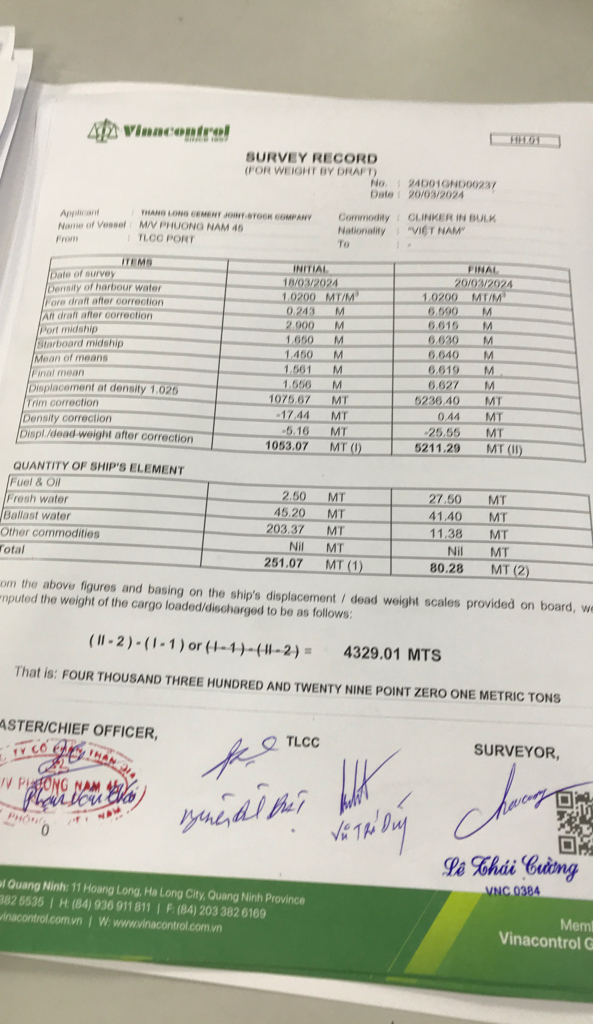 Vinacontrol
SINCE 1957
HH.01
SURVEY RECORD
(FOR WEIGHT BY DRAFT)
No. : 24D01GND00237
Date : 20/03/2024
Applicant : THANG LONG CEMENT JOINT-STOCK COMPANY
Commodity : CLINKER IN BULK
Name of Vessel : M/V PHUONG NAM 45
Nationality : "VIỆT NAM"
From : TLCC PORT
To : -
ITEMS INITIAL FINAL
Date of survey 18/03/2024 20/03/2024
Density of harbour water 1.0200 MT/M³ 1.0200 MT/M³
Fore draft after correction 0.243 M 6.590 M
Aft draft after correction 2.900 M 6.615 M
Port midship 1.650 M 6.630 M
Starboard midship 1.450 M 6.640 M
Mean of means 1.561 M 6.619 M
Final mean 1.556 M 6.627 M
Displacement at density 1.025 1075.67 MT 5236.40 MT
Trim correction -17.44 MT 0.44 MT
Density correction -5.16 MT -25.55 MT
Displ./dead weight after correction 1053.07 MT (I) 5211.29 MT (II)
QUANTITY OF SHIP'S ELEMENT
Fuel & Oil 2.50 MT 27.50 MT
Fresh water 45.20 MT 41.40 MT
Ballast water 203.37 MT 11.38 MT
Other commodities Nil MT Nil MT
Total 251.07 MT (1) 80.28 MT (2)
om the above figures and basing on the ship's displacement / dead weight scales provided on board, we
mputed the weight of the cargo loaded/discharged to be as follows:
( II - 2 ) - ( I - 1 ) or ( I - 1 ) - ( II - 2 ) = 4329.01 MTS
That is: FOUR THOUSAND THREE HUNDRED AND TWENTY NINE POINT ZERO ONE METRIC TONS
ASTER/CHIEF OFFICER,
TLCC
SURVEYOR,
TY CỔ PHẦN
/V PHƯƠNG NAM 45
0
Vũ Trí Duý
Lê Thái Cường
VNC 0384
l Quang Ninh: 11 Hoang Long, Ha Long City, Quang Ninh Province
382 5535 | H: (84) 936 911 811 | F: (84) 203 382 6169
vinacontrol.com.vn | W: www.vinacontrol.com.vn
Memb
Vinacontrol G